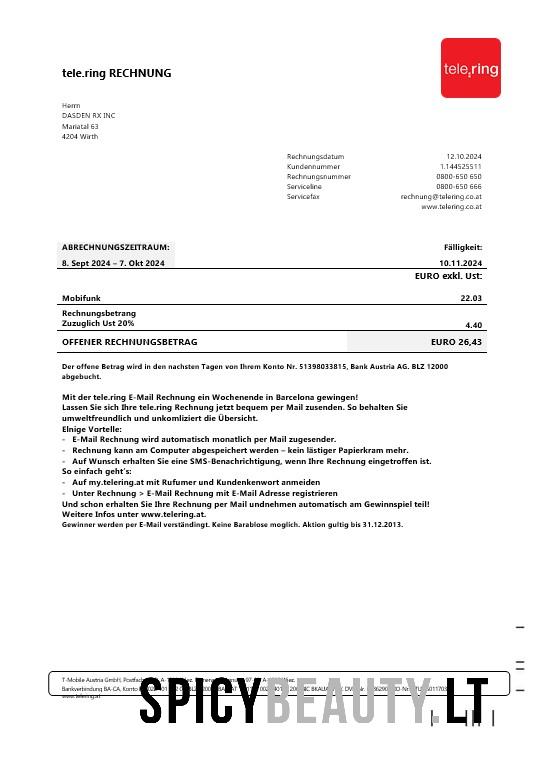 tele.ring RECHNUNG
tele.ring
Herrn
DASDEN RX INC
Mariatal 63
4204 Wirth
Rechnungsdatum 12.10.2024
Kundennummer 1.144525511
Rechnungsnummer 0800-650 650
Serviceline 0800-650 666
Servicefax rechnung@telering.co.at
www.telering.co.at
ABRECHNUNGSZEITRAUM: Fälligkeit:
8. Sept 2024 – 7. Okt 2024 10.11.2024
EURO exkl. Ust:
Mobifunk 22.03
Rechnungsbetrang
Zuzuglich Ust 20% 4.40
OFFENER RECHNUNGSBETRAG EURO 26,43
Der offene Betrag wird in den nachsten Tagen von Ihrem Konto Nr. 51398033815, Bank Austria AG. BLZ 12000
abgebucht.
Mit der tele.ring E-Mail Rechnung ein Wochenende in Barcelona gewingen!
Lassen Sie sich Ihre tele.ring Rechnung jetzt bequem per Mail zusenden. So behalten Sie
umweltfreundlich und unkomliziert die Übersicht.
Elnige Vortelle:
- E-Mail Rechnung wird automatisch monatlich per Mail zugesender.
- Rechnung kann am Computer abgespeichert werden – kein lästiger Papierkram mehr.
- Auf Wunsch erhalten Sie eine SMS-Benachrichtigung, wenn Ihre Rechnung eingetroffen ist.
So einfach geht's:
- Auf my.telering.at mit Rufumer und Kundenkenwort anmeiden
- Unter Rechnung > E-Mail Rechnung mit E-Mail Adresse registrieren
Und schon erhalten Sie Ihre Rechnung per Mail undnehmen automatisch am Gewinnspiel teil!
Weitere Infos unter www.telering.at.
Gewinner werden per E-Mail verständingt. Keine Barablose moglich. Aktion gultig bis 31.12.2013.
T-Mobile Austria GmbH,
Bankverbindung BA-CA, Konto
www.telering.at
SPICYBEAUTY.LT